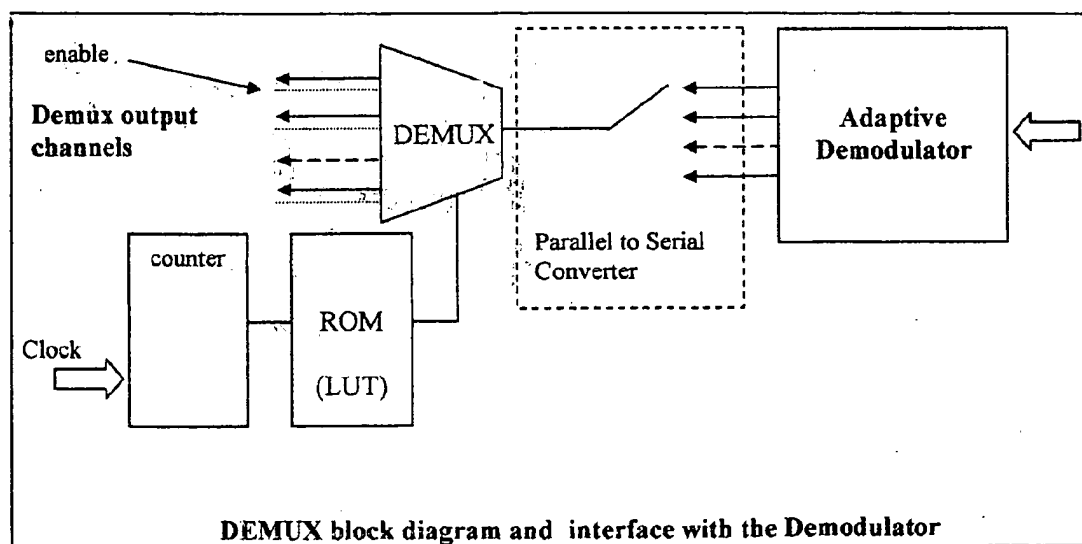 enable
Demux output
channels
DEMUX
Adaptive
Demodulator
Parallel to Serial
Converter
counter
ROM
(LUT)
Clock
DEMUX block diagram and interface with the Demodulator